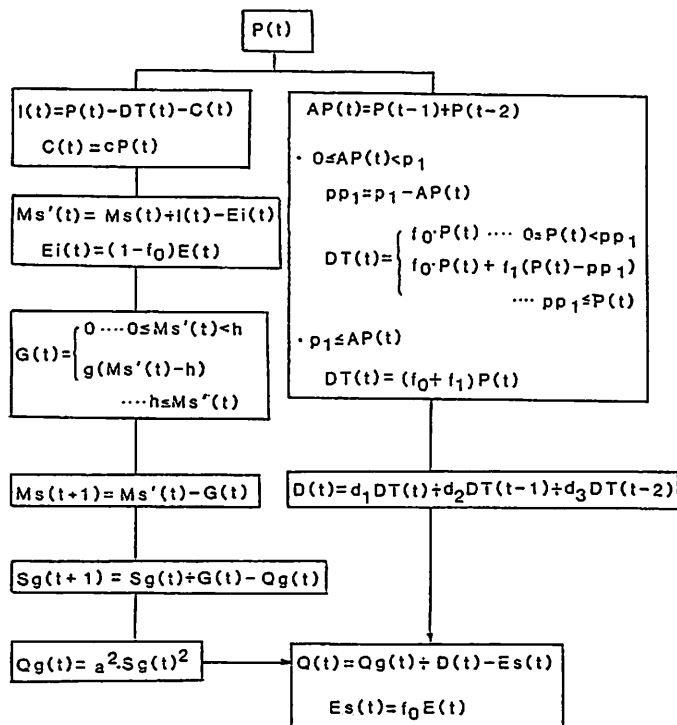 P(t)
I(t)=P(t)-DT(t)-C(t)
C(t)=cP(t)
Ms'(t)= Ms(t)+I(t)-Ei(t)
Ei(t)=(1-f₀)E(t)
G(t)={ 0 ···· 0≤Ms'(t)<h
g(Ms'(t)-h)
····h≤Ms'(t)
Ms(t+1)=Ms'(t)-G(t)
Sg(t+1) = Sg(t)+G(t)-Qg(t)
Qg(t)= a²·Sg(t)²
AP(t)=P(t-1)+P(t-2)
· 0≤AP(t)<p₁
pp₁=p₁-AP(t)
DT(t)={ f₀·P(t) ···· 0≤P(t)<pp₁
f₀·P(t)+ f₁(P(t)-pp₁)
···· pp₁≤P(t)
· p₁≤AP(t)
DT(t)=(f₀+f₁)P(t)
D(t)=d₁DT(t)+d₂DT(t-1)+d₃DT(t-2)
Q(t)=Qg(t)+D(t)-Es(t)
Es(t)=f₀E(t)